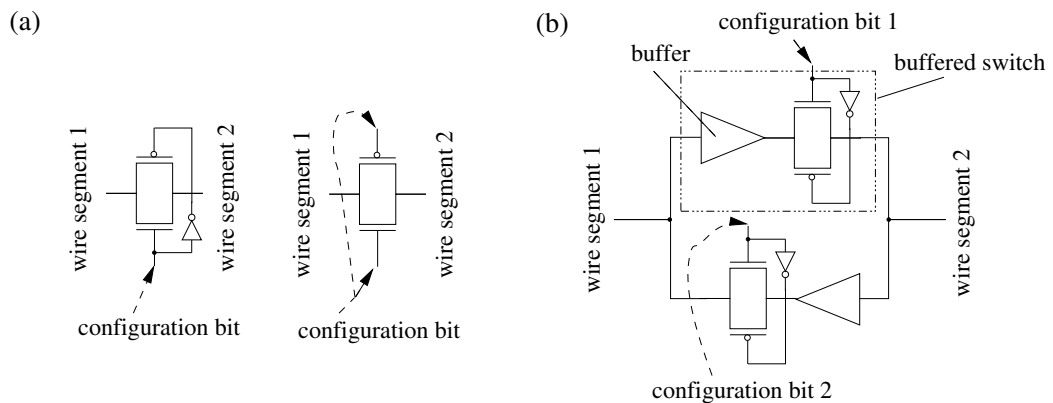 (a)
wire segment 1
wire segment 2
configuration bit
wire segment 1
wire segment 2
configuration bit
(b)
configuration bit 1
buffer
buffered switch
wire segment 1
wire segment 2
configuration bit 2